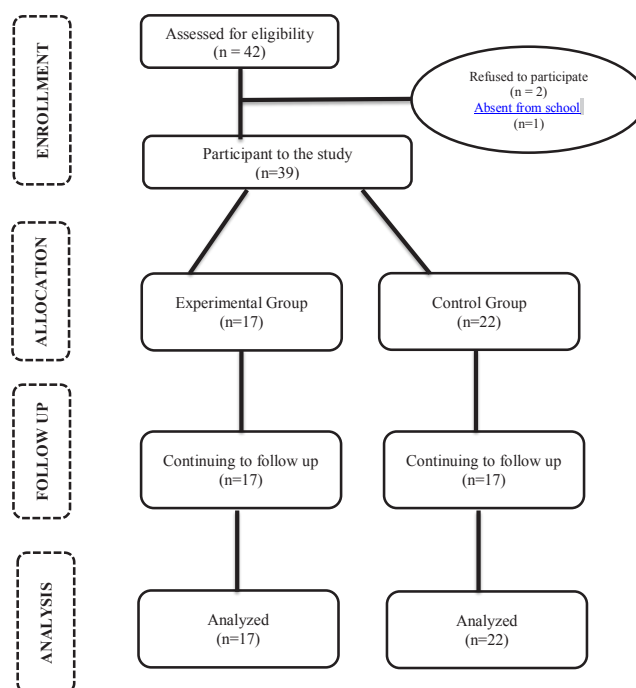 ENROLLMENT
Assessed for eligibility
(n = 42)
Refused to participate
(n = 2)
Absent from school
(n=1)
Participant to the study
(n=39)
ALLOCATION
Experimental Group
(n=17)
Control Group
(n=22)
FOLLOW UP
Continuing to follow up
(n=17)
Continuing to follow up
(n=17)
ANALYSIS
Analyzed
(n=17)
Analyzed
(n=22)